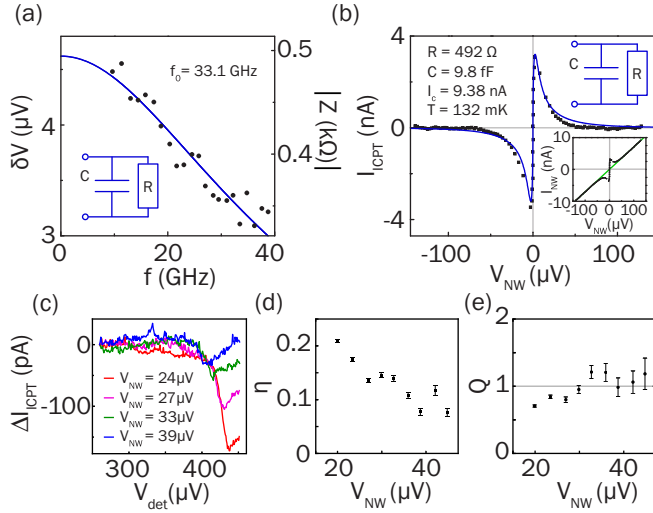 (a)
δV (μV)
4
3
0
20
40
f (GHz)
f₀ = 33.1 GHz
C
R
0.5
0.4
| Z |(kΩ)
(b)
I_ICPT (nA)
4
0
-4
-100
0
100
V_NW(μV)
R = 492 Ω
C = 9.8 fF
I_c = 9.38 nA
T = 132 mK
C
R
I_NW (nA)
10
0
-10
-100
0
100
V_NW(μV)
(c)
ΔI_ICPT (pA)
0
-100
300
400
V_det(μV)
V_NW = 24μV
V_NW = 27μV
V_NW = 33μV
V_NW = 39μV
(d)
η
0.2
0.1
0
20
40
V_NW (μV)
(e)
Q
2
1
0
20
40
V_NW (μV)